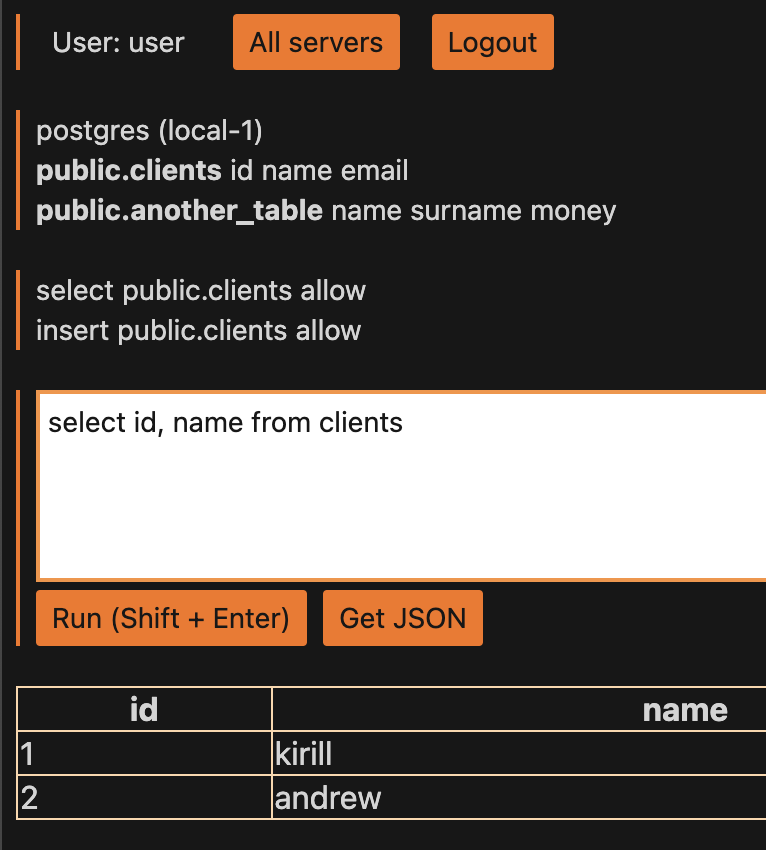 User: user All servers Logout
postgres (local-1)
public.clients id name email
public.another_table name surname money
select public.clients allow
insert public.clients allow
select id, name from clients
Run (Shift + Enter) Get JSON
id name
1 kirill
2 andrew